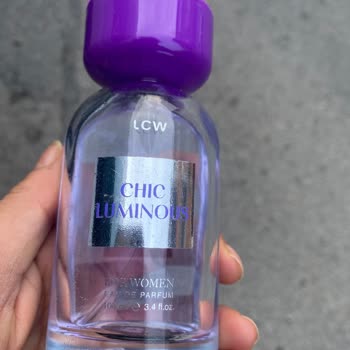 LCW
CHIC
LUMINOUS
WOMEN
DE PARFUM
3.4 fl.oz.